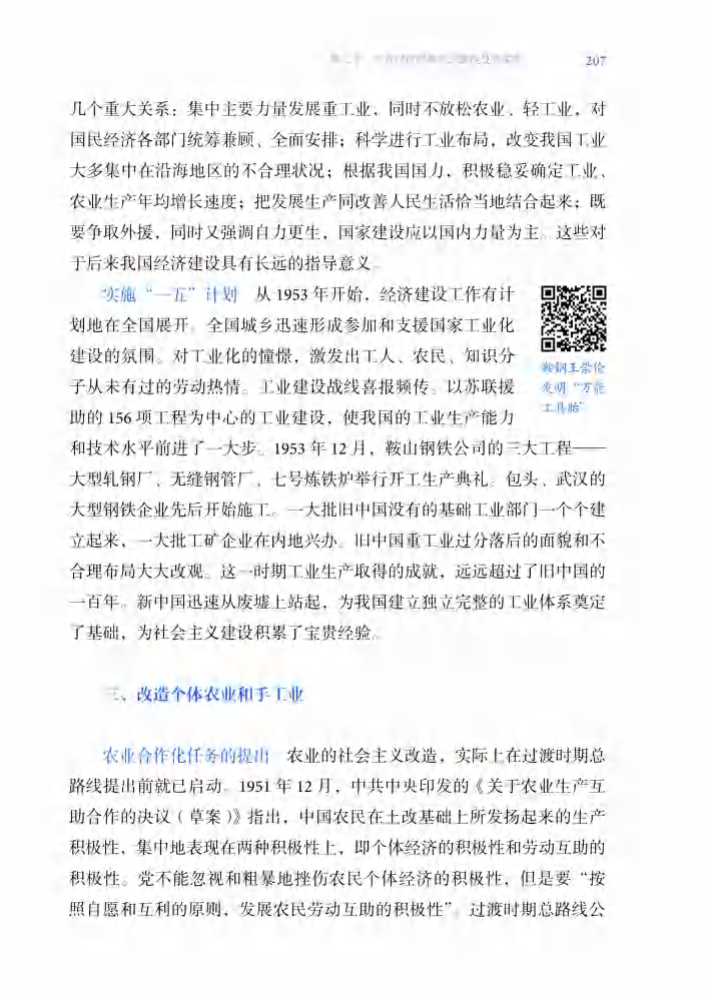 207
几个重大关系：集中主要力量发展重工业，同时不放松农业、轻工业，对
国民经济各部门统筹兼顾、全面安排；科学进行工业布局，改变我国工业
大多集中在沿海地区的不合理状况；根据我国国力，积极稳妥确定工业、
农业生产年均增长速度；把发展生产同改善人民生活恰当地结合起来；既
要争取外援，同时又强调自力更生，国家建设应以国内力量为主。这些对
于后来我国经济建设具有长远的指导意义。
实施“一五”计划 从 1953 年开始，经济建设工作有计
划地在全国展开。全国城乡迅速形成参加和支援国家工业化
建设的氛围。对工业化的憧憬，激发出工人、农民、知识分
子从未有过的劳动热情。工业建设战线喜报频传。以苏联援
助的 156 项工程为中心的工业建设，使我国的工业生产能力
鞍钢王崇伦
发明“万能
工具胎”
和技术水平前进了一大步。1953 年 12 月，鞍山钢铁公司的三大工程——
大型轧钢厂、无缝钢管厂、七号炼铁炉举行开工生产典礼。包头、武汉的
大型钢铁企业先后开始施工。一大批旧中国没有的基础工业部门一个个建
立起来，一大批工矿企业在内地兴办。旧中国重工业过分落后的面貌和不
合理布局大大改观。这一时期工业生产取得的成就，远远超过了旧中国的
一百年。新中国迅速从废墟上站起，为我国建立独立完整的工业体系奠定
了基础，为社会主义建设积累了宝贵经验。
三、改造个体农业和手工业
农业合作化任务的提出 农业的社会主义改造，实际上在过渡时期总
路线提出前就已启动。1951 年 12 月，中共中央印发的《关于农业生产互
助合作的决议（草案）》指出，中国农民在土改基础上所发扬起来的生产
积极性，集中地表现在两种积极性上，即个体经济的积极性和劳动互助的
积极性。党不能忽视和粗暴地挫伤农民个体经济的积极性，但是要“按
照自愿和互利的原则，发展农民劳动互助的积极性”。过渡时期总路线公